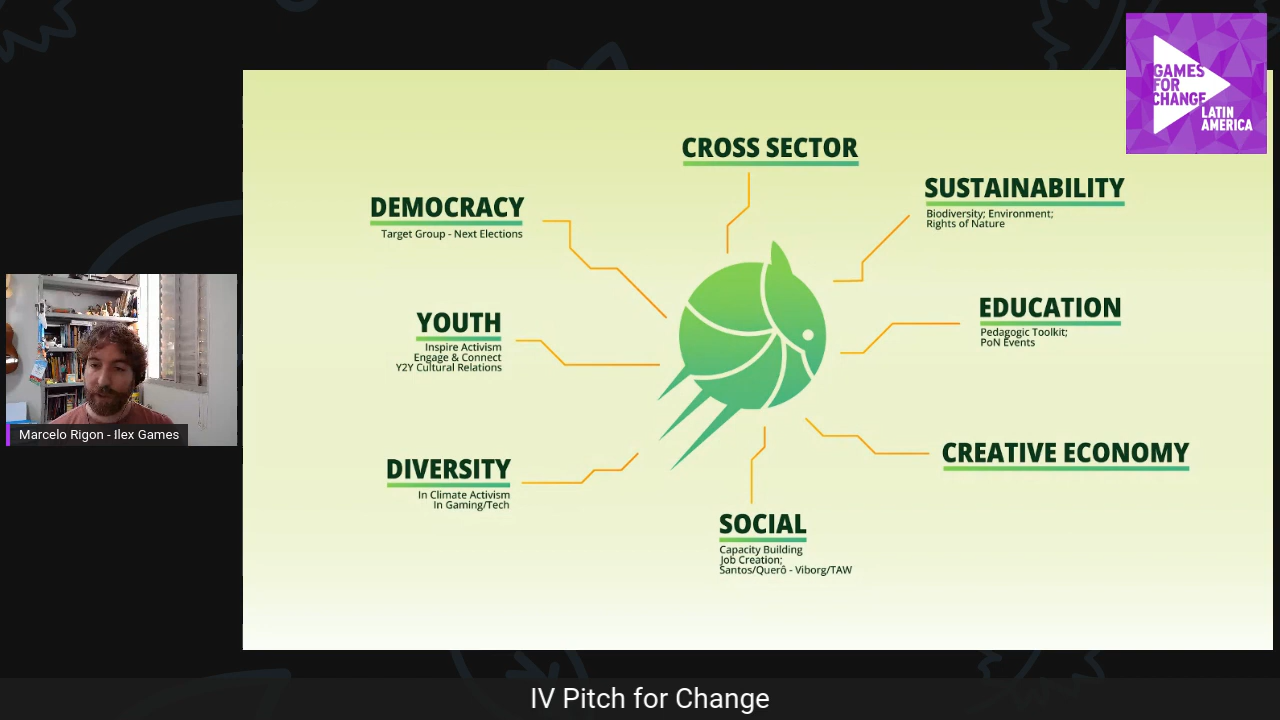 GAMES
FOR
CHANGE
LATIN
AMERICA
CROSS SECTOR
DEMOCRACY
Target Group - Next Elections
SUSTAINABILITY
Biodiversity; Environment;
Rights of Nature
YOUTH
Inspire Activism
Engage & Connect
Y2Y Cultural Relations
EDUCATION
Pedagogic Toolkit;
PoN Events
DIVERSITY
In Climate Activism
In Gaming/Tech
CREATIVE ECONOMY
SOCIAL
Capacity Building
Job Creation;
Santos/Querô - Viborg/TAW
Marcelo Rigon - Ilex Games
IV Pitch for Change